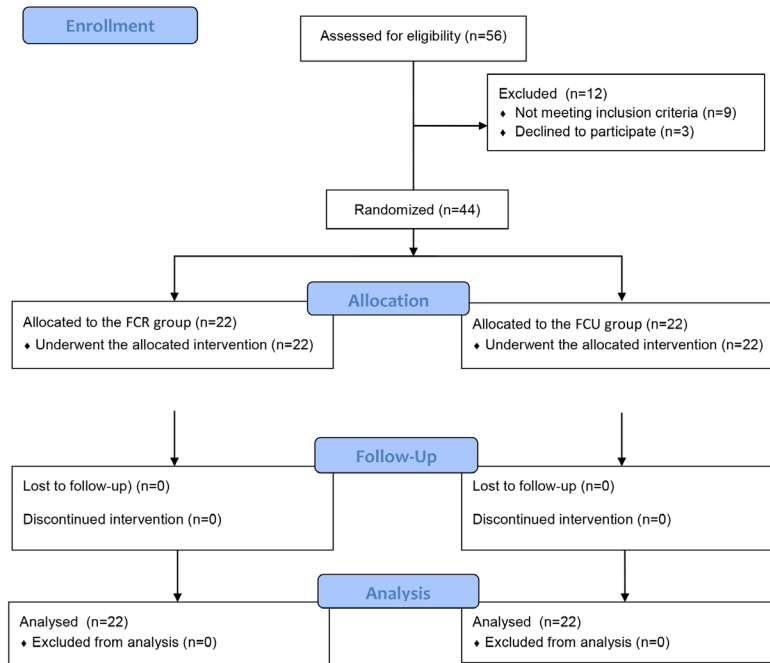 Enrollment
Assessed for eligibility (n=56)
Excluded (n=12)
♦ Not meeting inclusion criteria (n=9)
♦ Declined to participate (n=3)
Randomized (n=44)
Allocation
Allocated to the FCR group (n=22)
♦ Underwent the allocated intervention (n=22)
Allocated to the FCU group (n=22)
♦ Underwent the allocated intervention (n=22)
Follow-Up
Lost to follow-up) (n=0)
Discontinued intervention (n=0)
Lost to follow-up (n=0)
Discontinued intervention (n=0)
Analysis
Analysed (n=22)
♦ Excluded from analysis (n=0)
Analysed (n=22)
♦ Excluded from analysis (n=0)